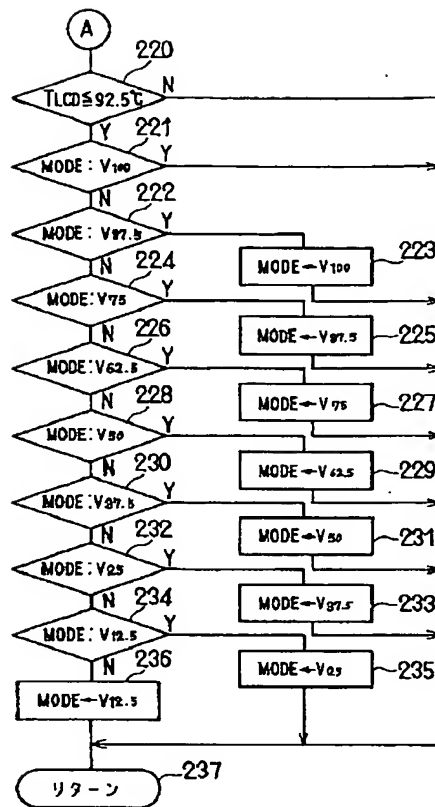 A
220
TLCD≦92.5℃ N
Y 221
MODE:V100 Y
N 222
MODE:V87.5 Y
223
MODE←V100
N 224
MODE:V75 Y
225
MODE←V87.5
N 226
MODE:V62.5 Y
227
MODE←V75
N 228
MODE:V50 Y
229
MODE←V62.5
N 230
MODE:V37.5 Y
231
MODE←V50
N 232
MODE:V25 Y
233
MODE←V37.5
N 234
MODE:V12.5 Y
235
MODE←V25
N 236
MODE←V12.5
リターン 237